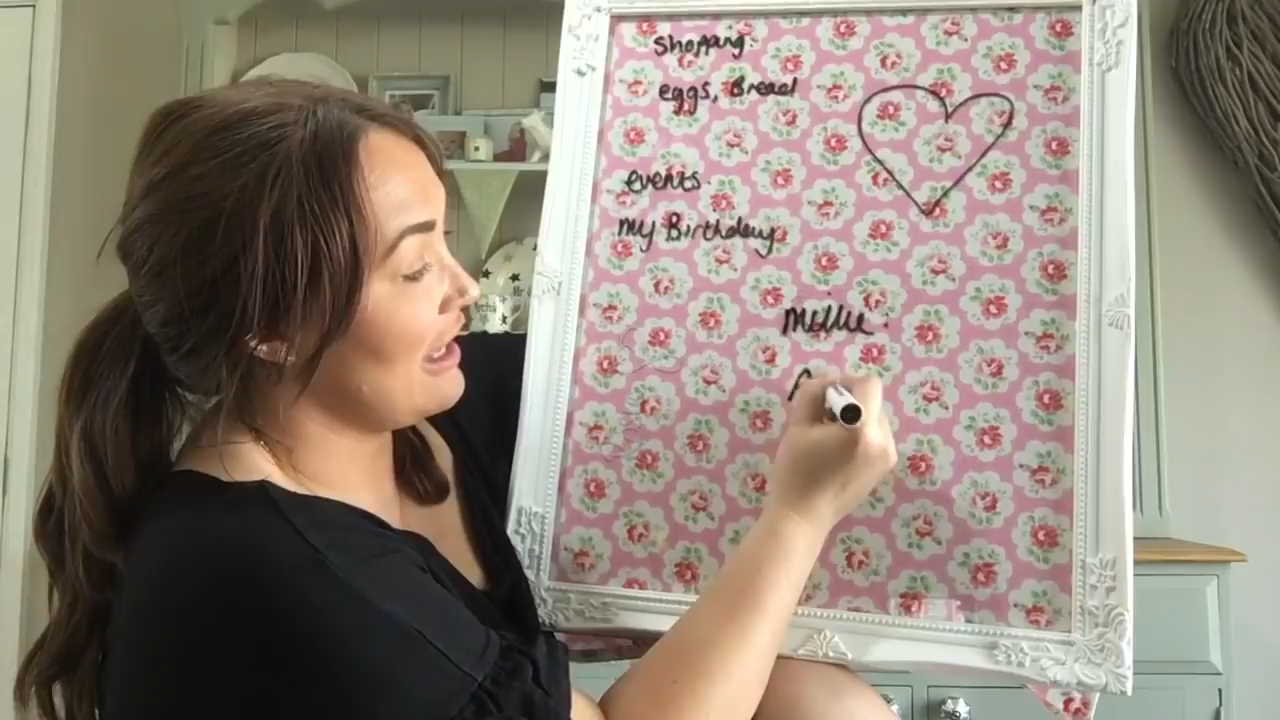 Shopping:
eggs, Bread
events
my Birthday
Millie: